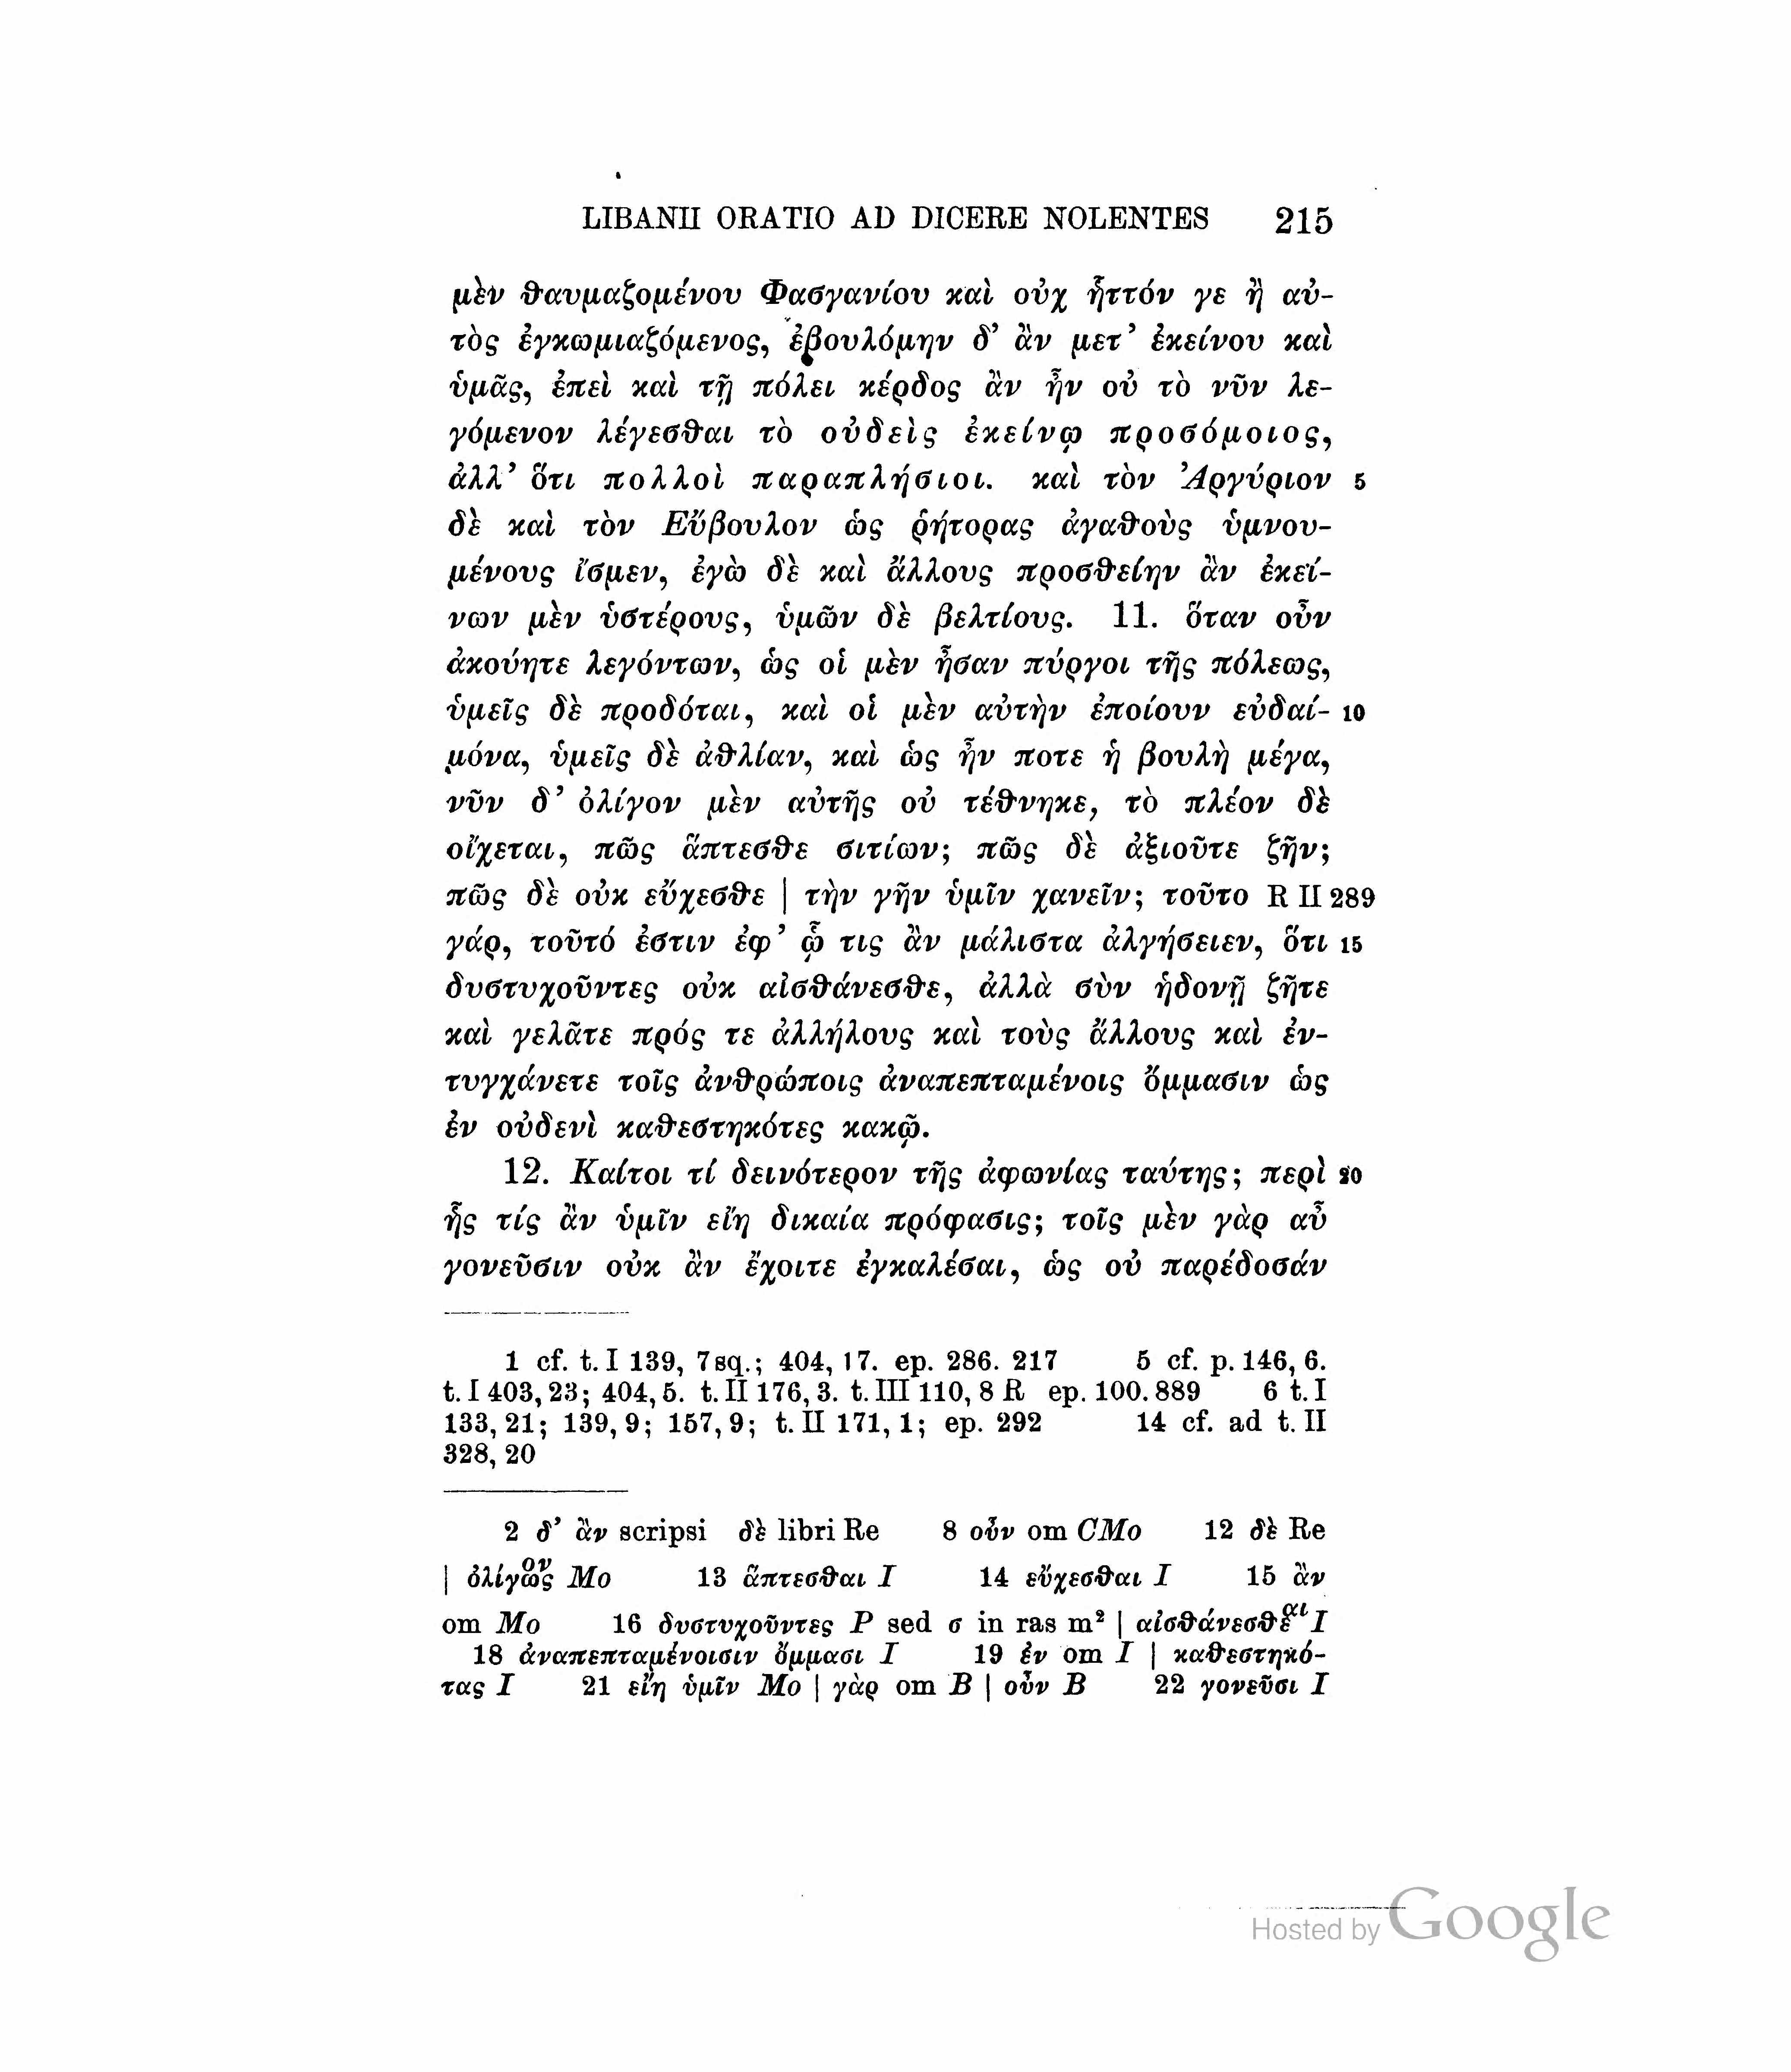 LIBANII ORATIO AD DICERE NOLENTES 215
μὲν θαυμαζομένου Φασγανίου καὶ οὐχ ἧττόν γε ἢ αὐ-
τὸς ἐγκωμιαζόμενος, ἐβουλόμην δ’ ἂν μετ’ ἐκείνου καὶ
ὑμᾶς, ἐπεὶ καὶ τῇ πόλει κέρδος ἂν ἦν οὐ τὸ νῦν λε-
γόμενον λέγεσθαι τὸ οὐδεὶς ἐκείνῳ προσόμοιος,
ἀλλ’ ὅτι πολλοὶ παραπλήσιοι. καὶ τὸν Ἀργύριον 5
δὲ καὶ τὸν Εὔβουλον ὡς ῥήτορας ἀγαθοὺς ὑμνου-
μένους ἴσμεν, ἐγὼ δὲ καὶ ἄλλους προσθείην ἂν ἐκεί-
νων μὲν ὑστέρους, ὑμῶν δὲ βελτίους. 11. ὅταν οὖν
ἀκούητε λεγόντων, ὡς οἱ μὲν ἦσαν πύργοι τῆς πόλεως,
ὑμεῖς δὲ προδόται, καὶ οἱ μὲν αὐτὴν ἐποίουν εὐδαί- 10
μόνα, ὑμεῖς δὲ ἀθλίαν, καὶ ὡς ἦν ποτε ἡ βουλὴ μέγα,
νῦν δ’ ὀλίγον μὲν αὐτῆς οὐ τέθνηκε, τὸ πλέον δὲ
οἴχεται, πῶς ἅπτεσθε σιτίων; πῶς δὲ ἀξιοῦτε ζῆν;
πῶς δὲ οὐκ εὔχεσθε | τὴν γῆν ὑμῖν χανεῖν; τοῦτο R II 289
γάρ, τοῦτό ἐστιν ἐφ’ ᾧ τις ἂν μάλιστα ἀλγήσειεν, ὅτι 15
δυστυχοῦντες οὐκ αἰσθάνεσθε, ἀλλὰ σὺν ἡδονῇ ζῆτε
καὶ γελᾶτε πρός τε ἀλλήλους καὶ τοὺς ἄλλους καὶ ἐν-
τυγχάνετε τοῖς ἀνθρώποις ἀναπεπταμένοις ὄμμασιν ὡς
ἐν οὐδενὶ καθεστηκότες κακῷ.
12. Καίτοι τί δεινότερον τῆς ἀφωνίας ταύτης; περὶ 20
ἧς τίς ἂν ὑμῖν εἴη δικαία πρόφασις; τοῖς μὲν γὰρ αὖ
γονεῦσιν οὐκ ἂν ἔχοιτε ἐγκαλέσαι, ὡς οὐ παρέδοσάν
1 cf. t. I 139, 7 sq.; 404, 17. ep. 286. 217 5 cf. p. 146, 6.
t. I 403, 23; 404, 5. t. II 176, 3. t. III 110, 8 R ep. 100. 889 6 t. I
133, 21; 139, 9; 157, 9; t. II 171, 1; ep. 292 14 cf. ad t. II
328, 20
2 δ’ ἂν scripsi δὲ libri Re 8 οὖν om CMo 12 δὲ Re
| ὀλίγως ον Mo 13 ἅπτεσθαι I 14 εὔχεσθαι I 15 ἂν
om Mo 16 δυστυχοῦντες P sed σ in ras m² | αἰσθάνεσθε αι I
18 ἀναπεπταμένοισιν ὄμμασι I 19 ἐν om I | καθεστηκό-
τας I 21 εἴη ὑμῖν Mo | γὰρ om B | οὖν B 22 γονεῦσι I
Hosted by Google